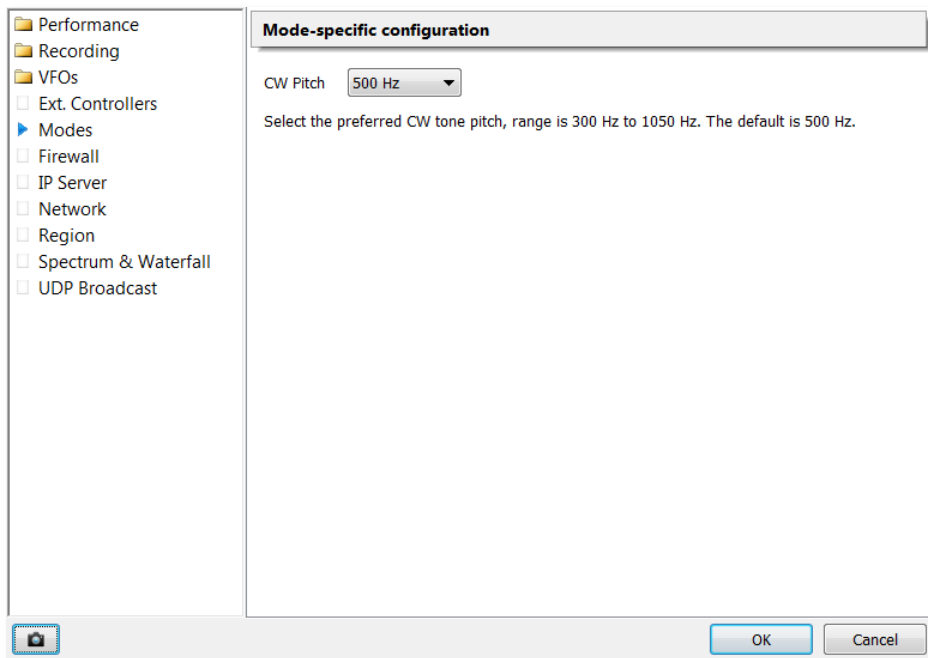 Performance
Recording
VFOs
Ext. Controllers
Modes
Firewall
IP Server
Network
Region
Spectrum & Waterfall
UDP Broadcast
Mode-specific configuration
CW Pitch 500 Hz
Select the preferred CW tone pitch, range is 300 Hz to 1050 Hz. The default is 500 Hz.
OK Cancel